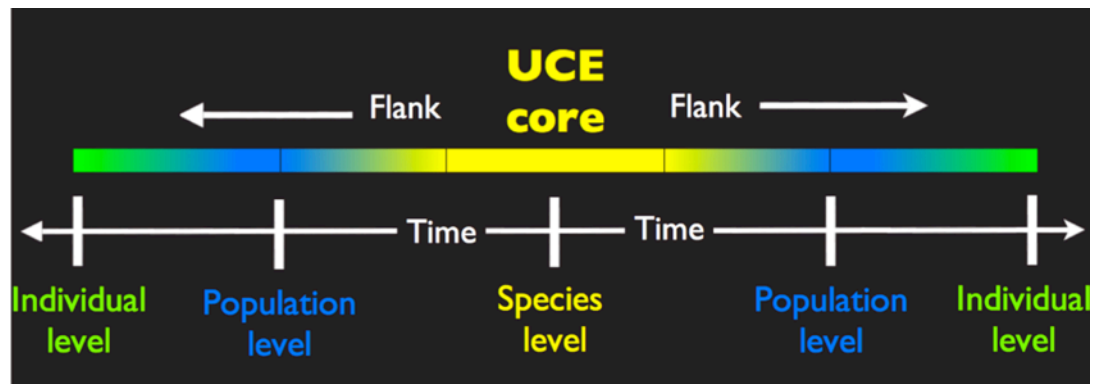 UCE
core
Flank
Flank
Time
Time
Individual
level
Population
level
Species
level
Population
level
Individual
level